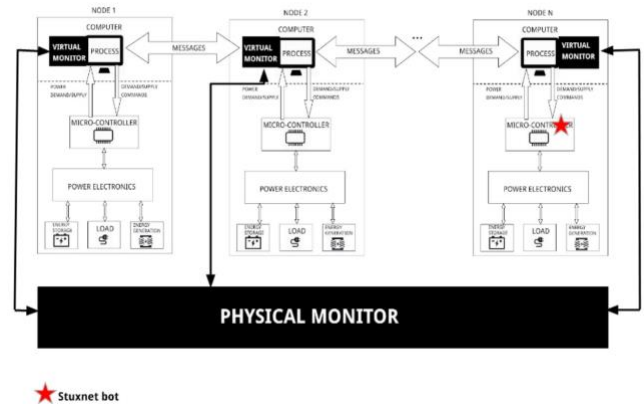 NODE 1
COMPUTER
VIRTUAL
MONITOR
PROCESS
MESSAGES
POWER
DEMAND/SUPPLY
DEMAND/SUPPLY
COMMANDS
MICRO-CONTROLLER
POWER ELECTRONICS
ENERGY
STORAGE
LOAD
ENERGY
GENERATION
NODE 2
COMPUTER
VIRTUAL
MONITOR
PROCESS
MESSAGES
...
MESSAGES
POWER
DEMAND/SUPPLY
DEMAND/SUPPLY
COMMANDS
MICRO-CONTROLLER
POWER ELECTRONICS
ENERGY
STORAGE
LOAD
ENERGY
GENERATION
NODE N
COMPUTER
PROCESS
VIRTUAL
MONITOR
POWER
DEMAND/SUPPLY
DEMAND/SUPPLY
COMMANDS
MICRO-CONTROLLER
POWER ELECTRONICS
ENERGY
STORAGE
LOAD
ENERGY
GENERATION
PHYSICAL MONITOR
Stuxnet bot